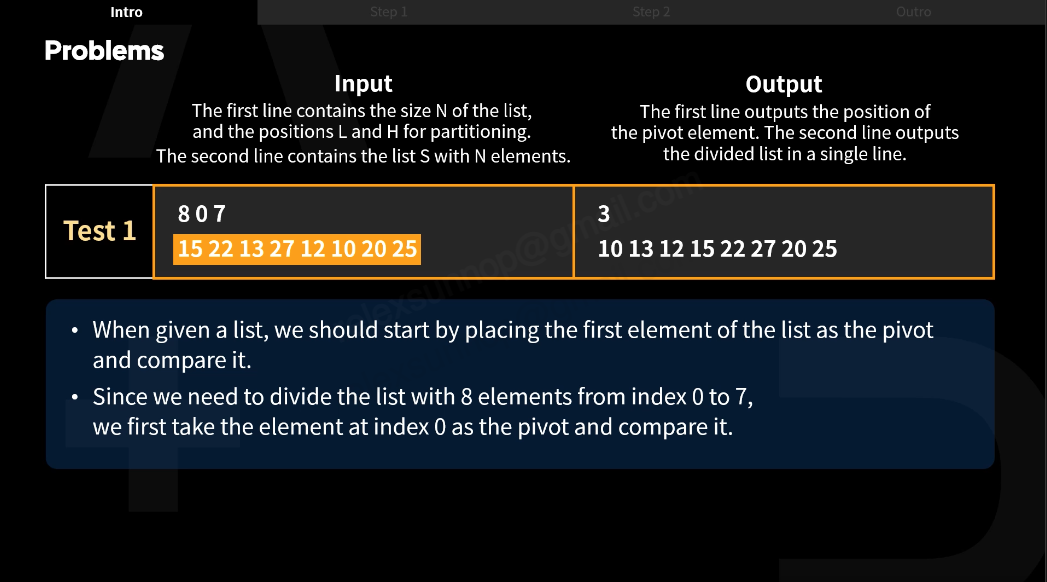 Intro
Step 1
Step 2
Outro
Problems
Input
The first line contains the size N of the list,
and the positions L and H for partitioning.
The second line contains the list S with N elements.
Output
The first line outputs the position of
the pivot element. The second line outputs
the divided list in a single line.
Test 1
8 0 7
15 22 13 27 12 10 20 25
3
10 13 12 15 22 27 20 25
• When given a list, we should start by placing the first element of the list as the pivot
and compare it.
• Since we need to divide the list with 8 elements from index 0 to 7,
we first take the element at index 0 as the pivot and compare it.